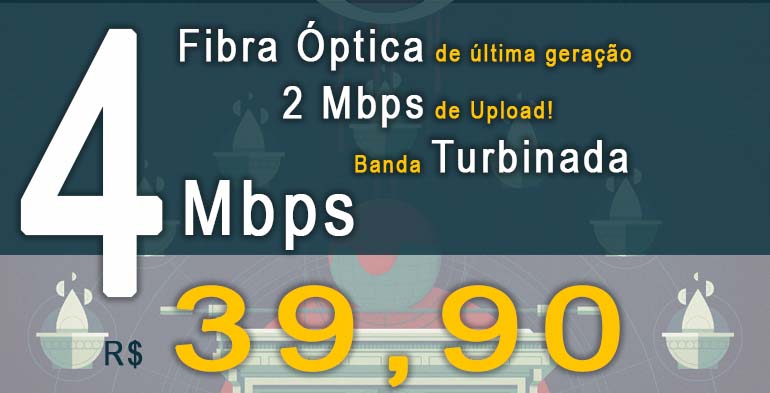 Fibra Óptica de última geração
2 Mbps de Upload!
Banda Turbinada
4 Mbps
R$ 39,90